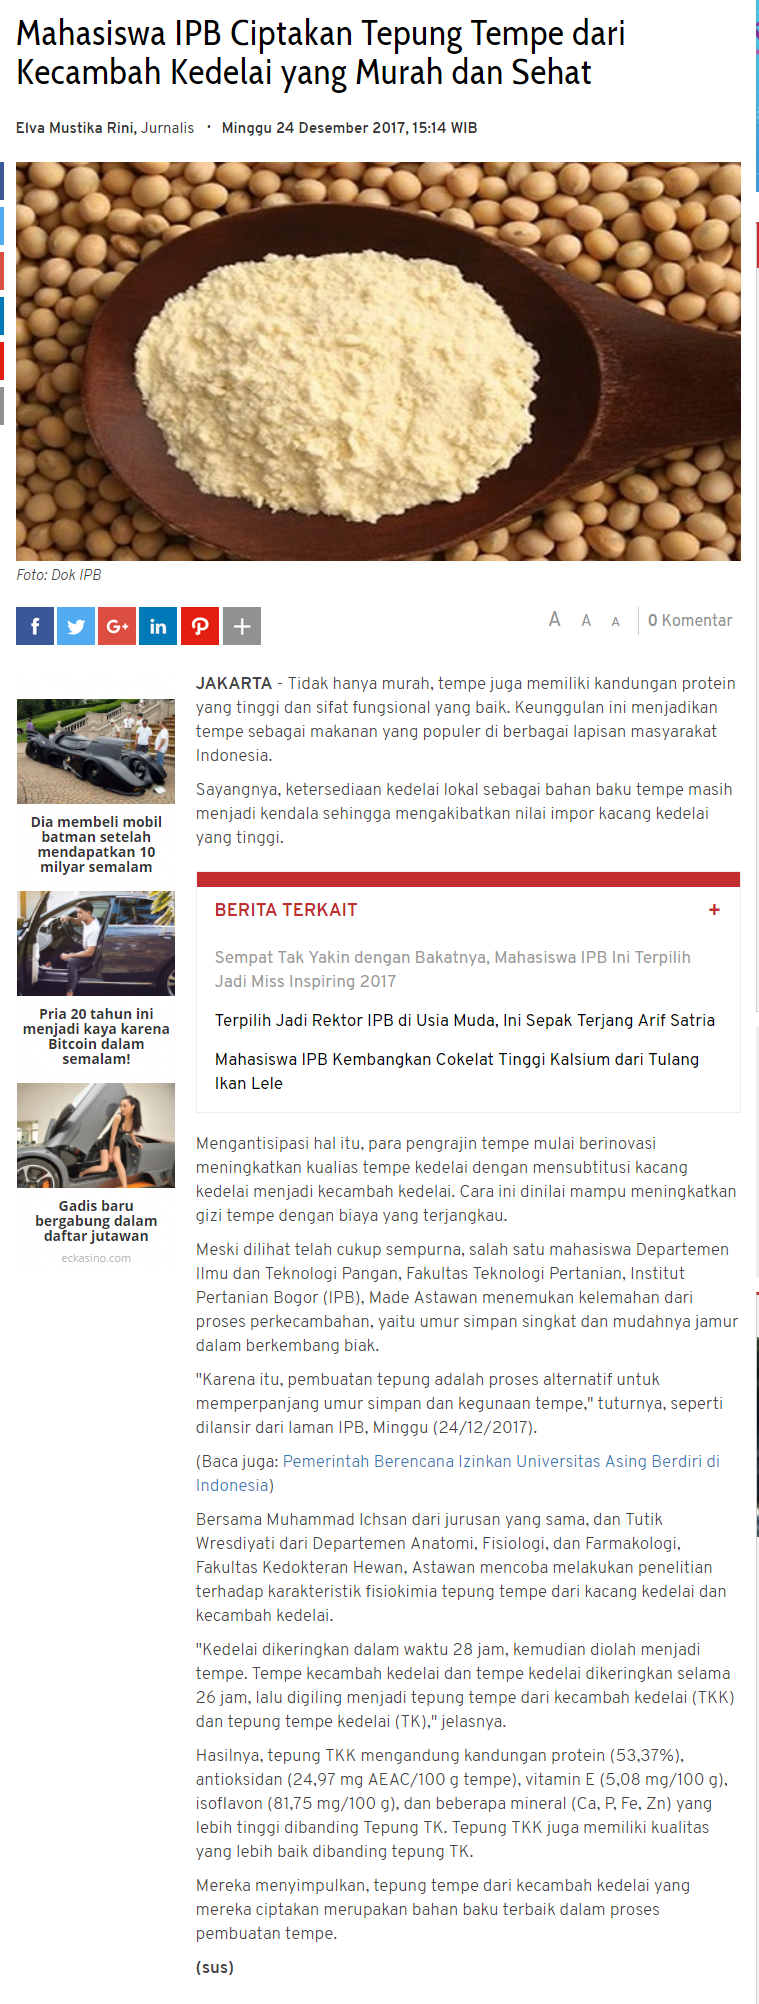 Mahasiswa IPB Ciptakan Tepung Tempe dari
Kecambah Kedelai yang Murah dan Sehat
Elva Mustika Rini, Jurnalis · Minggu 24 Desember 2017, 15:14 WIB
Foto: Dok IPB
f G+ in
A A A 0 Komentar
Dia membeli mobil
batman setelah
mendapatkan 10
milyar semalam
Pria 20 tahun ini
menjadi kaya karena
Bitcoin dalam
semalam!
Gadis baru
bergabung dalam
daftar jutawan
eckasino.com
JAKARTA - Tidak hanya murah, tempe juga memiliki kandungan protein
yang tinggi dan sifat fungsional yang baik. Keunggulan ini menjadikan
tempe sebagai makanan yang populer di berbagai lapisan masyarakat
Indonesia.
Sayangnya, ketersediaan kedelai lokal sebagai bahan baku tempe masih
menjadi kendala sehingga mengakibatkan nilai impor kacang kedelai
yang tinggi.
BERITA TERKAIT +
Sempat Tak Yakin dengan Bakatnya, Mahasiswa IPB Ini Terpilih
Jadi Miss Inspiring 2017
Terpilih Jadi Rektor IPB di Usia Muda, Ini Sepak Terjang Arif Satria
Mahasiswa IPB Kembangkan Cokelat Tinggi Kalsium dari Tulang
Ikan Lele
Mengantisipasi hal itu, para pengrajin tempe mulai berinovasi
meningkatkan kualias tempe kedelai dengan mensubtitusi kacang
kedelai menjadi kecambah kedelai. Cara ini dinilai mampu meningkatkan
gizi tempe dengan biaya yang terjangkau.
Meski dilihat telah cukup sempurna, salah satu mahasiswa Departemen
Ilmu dan Teknologi Pangan, Fakultas Teknologi Pertanian, Institut
Pertanian Bogor (IPB), Made Astawan menemukan kelemahan dari
proses perkecambahan, yaitu umur simpan singkat dan mudahnya jamur
dalam berkembang biak.
"Karena itu, pembuatan tepung adalah proses alternatif untuk
memperpanjang umur simpan dan kegunaan tempe," tuturnya, seperti
dilansir dari laman IPB, Minggu (24/12/2017).
(Baca juga: Pemerintah Berencana Izinkan Universitas Asing Berdiri di
Indonesia)
Bersama Muhammad Ichsan dari jurusan yang sama, dan Tutik
Wresdiyati dari Departemen Anatomi, Fisiologi, dan Farmakologi,
Fakultas Kedokteran Hewan, Astawan mencoba melakukan penelitian
terhadap karakteristik fisiokimia tepung tempe dari kacang kedelai dan
kecambah kedelai.
"Kedelai dikeringkan dalam waktu 28 jam, kemudian diolah menjadi
tempe. Tempe kecambah kedelai dan tempe kedelai dikeringkan selama
26 jam, lalu digiling menjadi tepung tempe dari kecambah kedelai (TKK)
dan tepung tempe kedelai (TK)," jelasnya.
Hasilnya, tepung TKK mengandung kandungan protein (53,37%),
antioksidan (24,97 mg AEAC/100 g tempe), vitamin E (5,08 mg/100 g),
isoflavon (81,75 mg/100 g), dan beberapa mineral (Ca, P, Fe, Zn) yang
lebih tinggi dibanding Tepung TK. Tepung TKK juga memiliki kualitas
yang lebih baik dibanding tepung TK.
Mereka menyimpulkan, tepung tempe dari kecambah kedelai yang
mereka ciptakan merupakan bahan baku terbaik dalam proses
pembuatan tempe.
(sus)